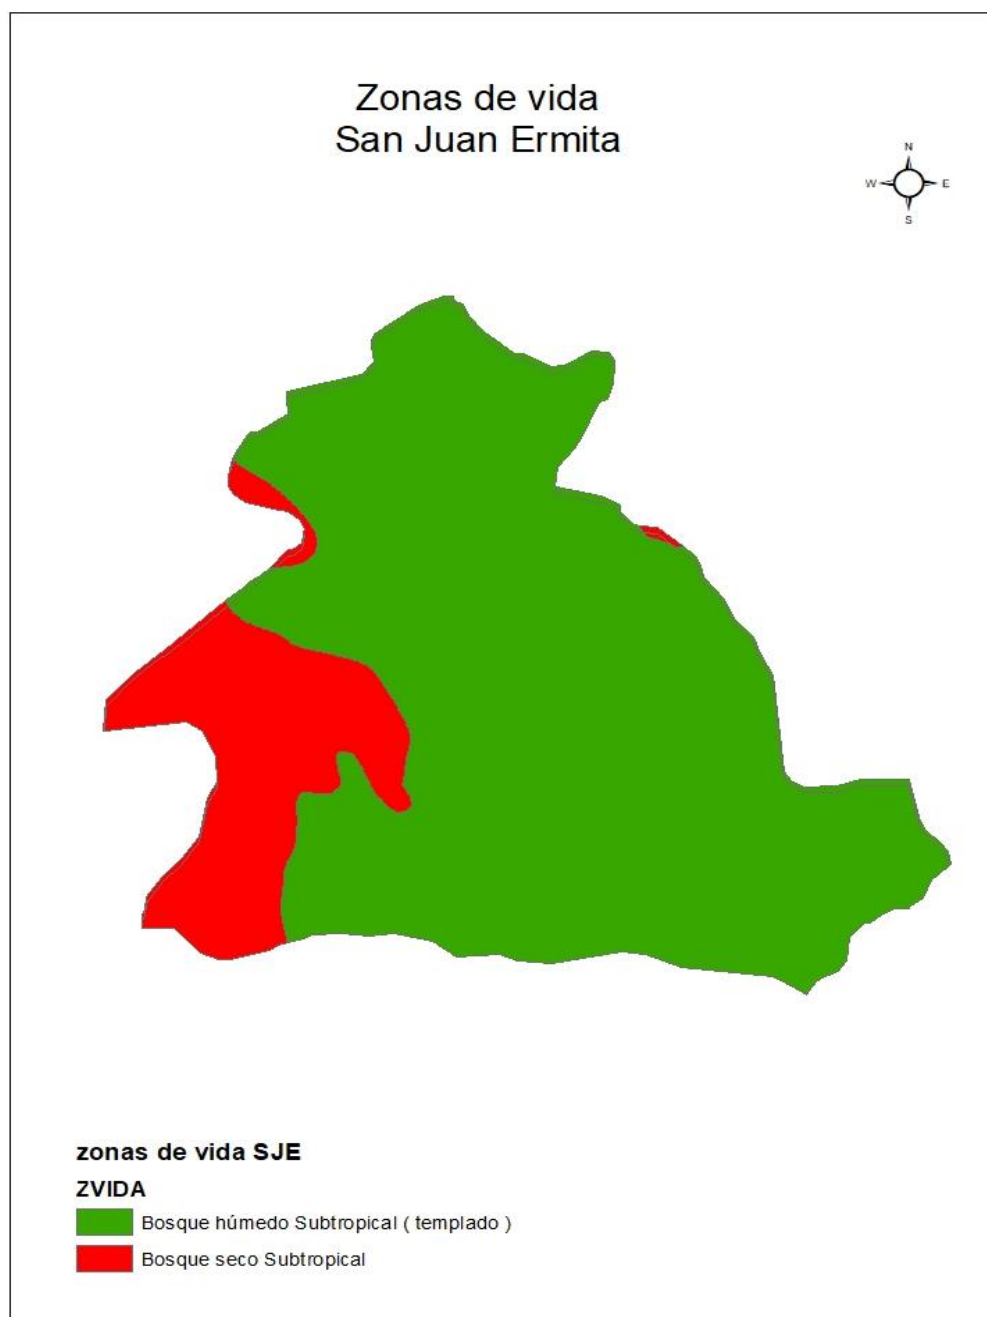 Zonas de vida
San Juan Ermita
N
W E
S
zonas de vida SJE
ZVIDA
Bosque húmedo Subtropical ( templado )
Bosque seco Subtropical